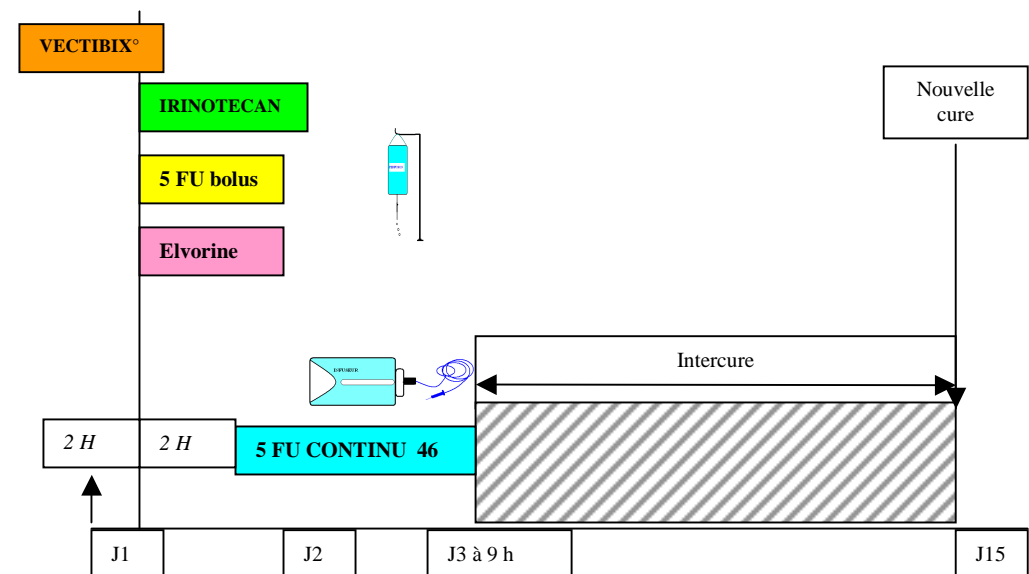 VECTIBIX°
IRINOTECAN
Nouvelle
cure
5 FU bolus
Elvorine
INFUSEUR
Intercure
2 H
2 H
5 FU CONTINU 46
J1
J2
J3 à 9 h
J15